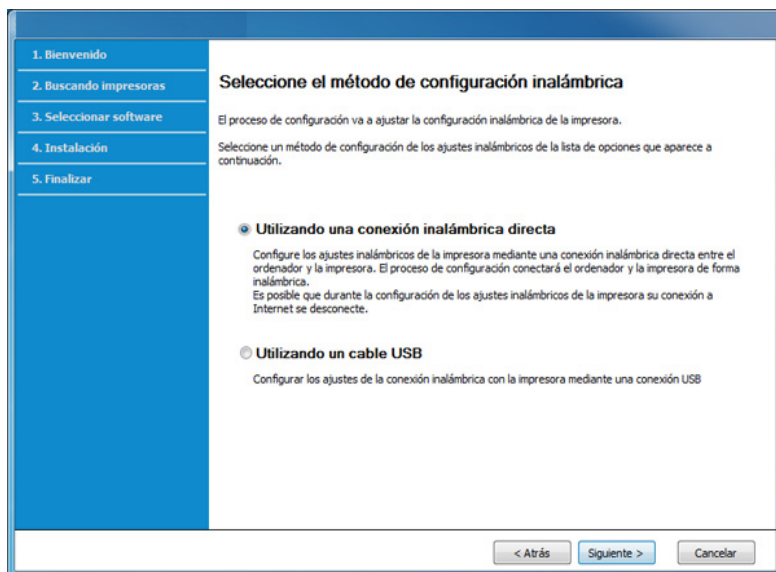 1. Bienvenido
2. Buscando impresoras
3. Seleccionar software
4. Instalación
5. Finalizar
Seleccione el método de configuración inalámbrica
El proceso de configuración va a ajustar la configuración inalámbrica de la impresora.
Seleccione un método de configuración de los ajustes inalámbricos de la lista de opciones que aparece a
continuación.
Utilizando una conexión inalámbrica directa
Configure los ajustes inalámbricos de la impresora mediante una conexión inalámbrica directa entre el
ordenador y la impresora. El proceso de configuración conectará el ordenador y la impresora de forma
inalámbrica.
Es posible que durante la configuración de los ajustes inalámbricos de la impresora su conexión a
Internet se desconecte.
Utilizando un cable USB
Configurar los ajustes de la conexión inalámbrica con la impresora mediante una conexión USB
< Atrás
Siguiente >
Cancelar